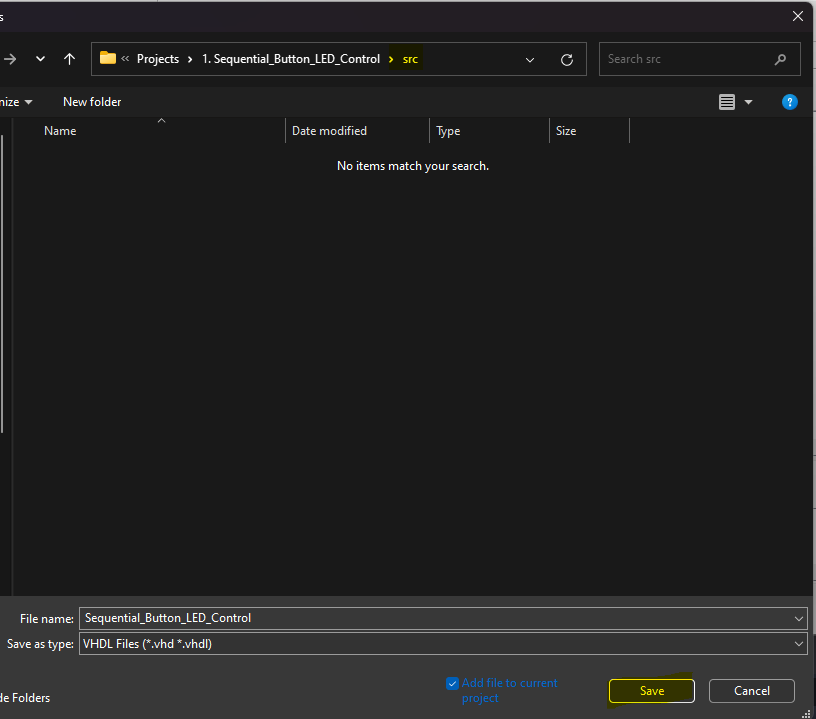 s
« Projects › 1. Sequential_Button_LED_Control › src
Search src
nize
New folder
?
Name
Date modified
Type
Size
No items match your search.
File name:
Sequential_Button_LED_Control
Save as type:
VHDL Files (*.vhd *.vhdl)
de Folders
Add file to current
project
Save
Cancel